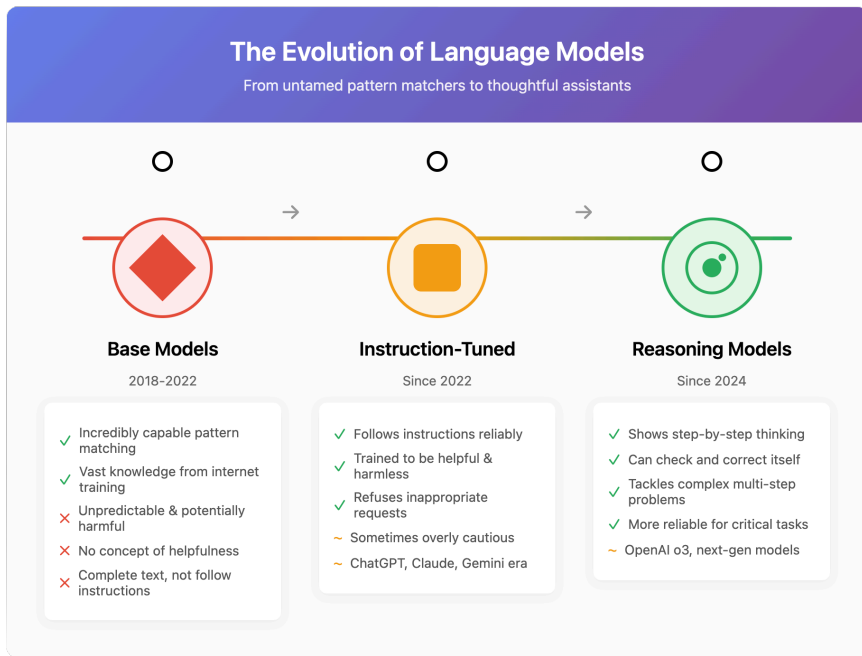 The Evolution of Language Models
From untamed pattern matchers to thoughtful assistants
Base Models
2018-2022
Incredibly capable pattern
matching
Vast knowledge from internet
training
Unpredictable & potentially
harmful
No concept of helpfulness
Complete text, not follow
instructions
Instruction-Tuned
Since 2022
Follows instructions reliably
Trained to be helpful &
harmless
Refuses inappropriate
requests
~ Sometimes overly cautious
~ ChatGPT, Claude, Gemini era
Reasoning Models
Since 2024
Shows step-by-step thinking
Can check and correct itself
Tackles complex multi-step
problems
More reliable for critical tasks
~ OpenAI o3, next-gen models